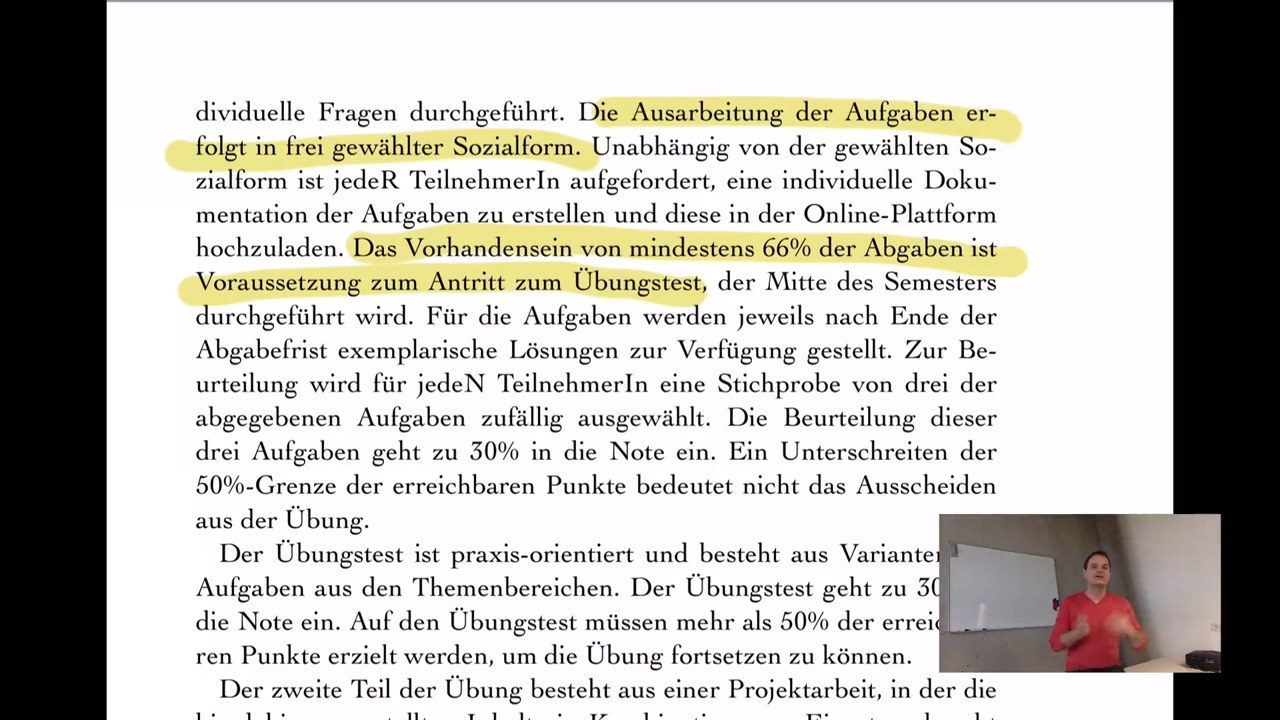 dividuelle Fragen durchgeführt. Die Ausarbeitung der Aufgaben er-
folgt in frei gewählter Sozialform. Unabhängig von der gewählten So-
zialform ist jedeR TeilnehmerIn aufgefordert, eine individuelle Doku-
mentation der Aufgaben zu erstellen und diese in der Online-Plattform
hochzuladen. Das Vorhandensein von mindestens 66% der Abgaben ist
Voraussetzung zum Antritt zum Übungstest, der Mitte des Semesters
durchgeführt wird. Für die Aufgaben werden jeweils nach Ende der
Abgabefrist exemplarische Lösungen zur Verfügung gestellt. Zur Be-
urteilung wird für jedeN TeilnehmerIn eine Stichprobe von drei der
abgegebenen Aufgaben zufällig ausgewählt. Die Beurteilung dieser
drei Aufgaben geht zu 30% in die Note ein. Ein Unterschreiten der
50%-Grenze der erreichbaren Punkte bedeutet nicht das Ausscheiden
aus der Übung.
Der Übungstest ist praxis-orientiert und besteht aus Varianten
Aufgaben aus den Themenbereichen. Der Übungstest geht zu
die Note ein. Auf den Übungstest müssen mehr als 50% der
ren Punkte erzielt werden, um die Übung fortsetzen zu können.
Der zweite Teil der Übung besteht aus einer Projektarbeit, in der die